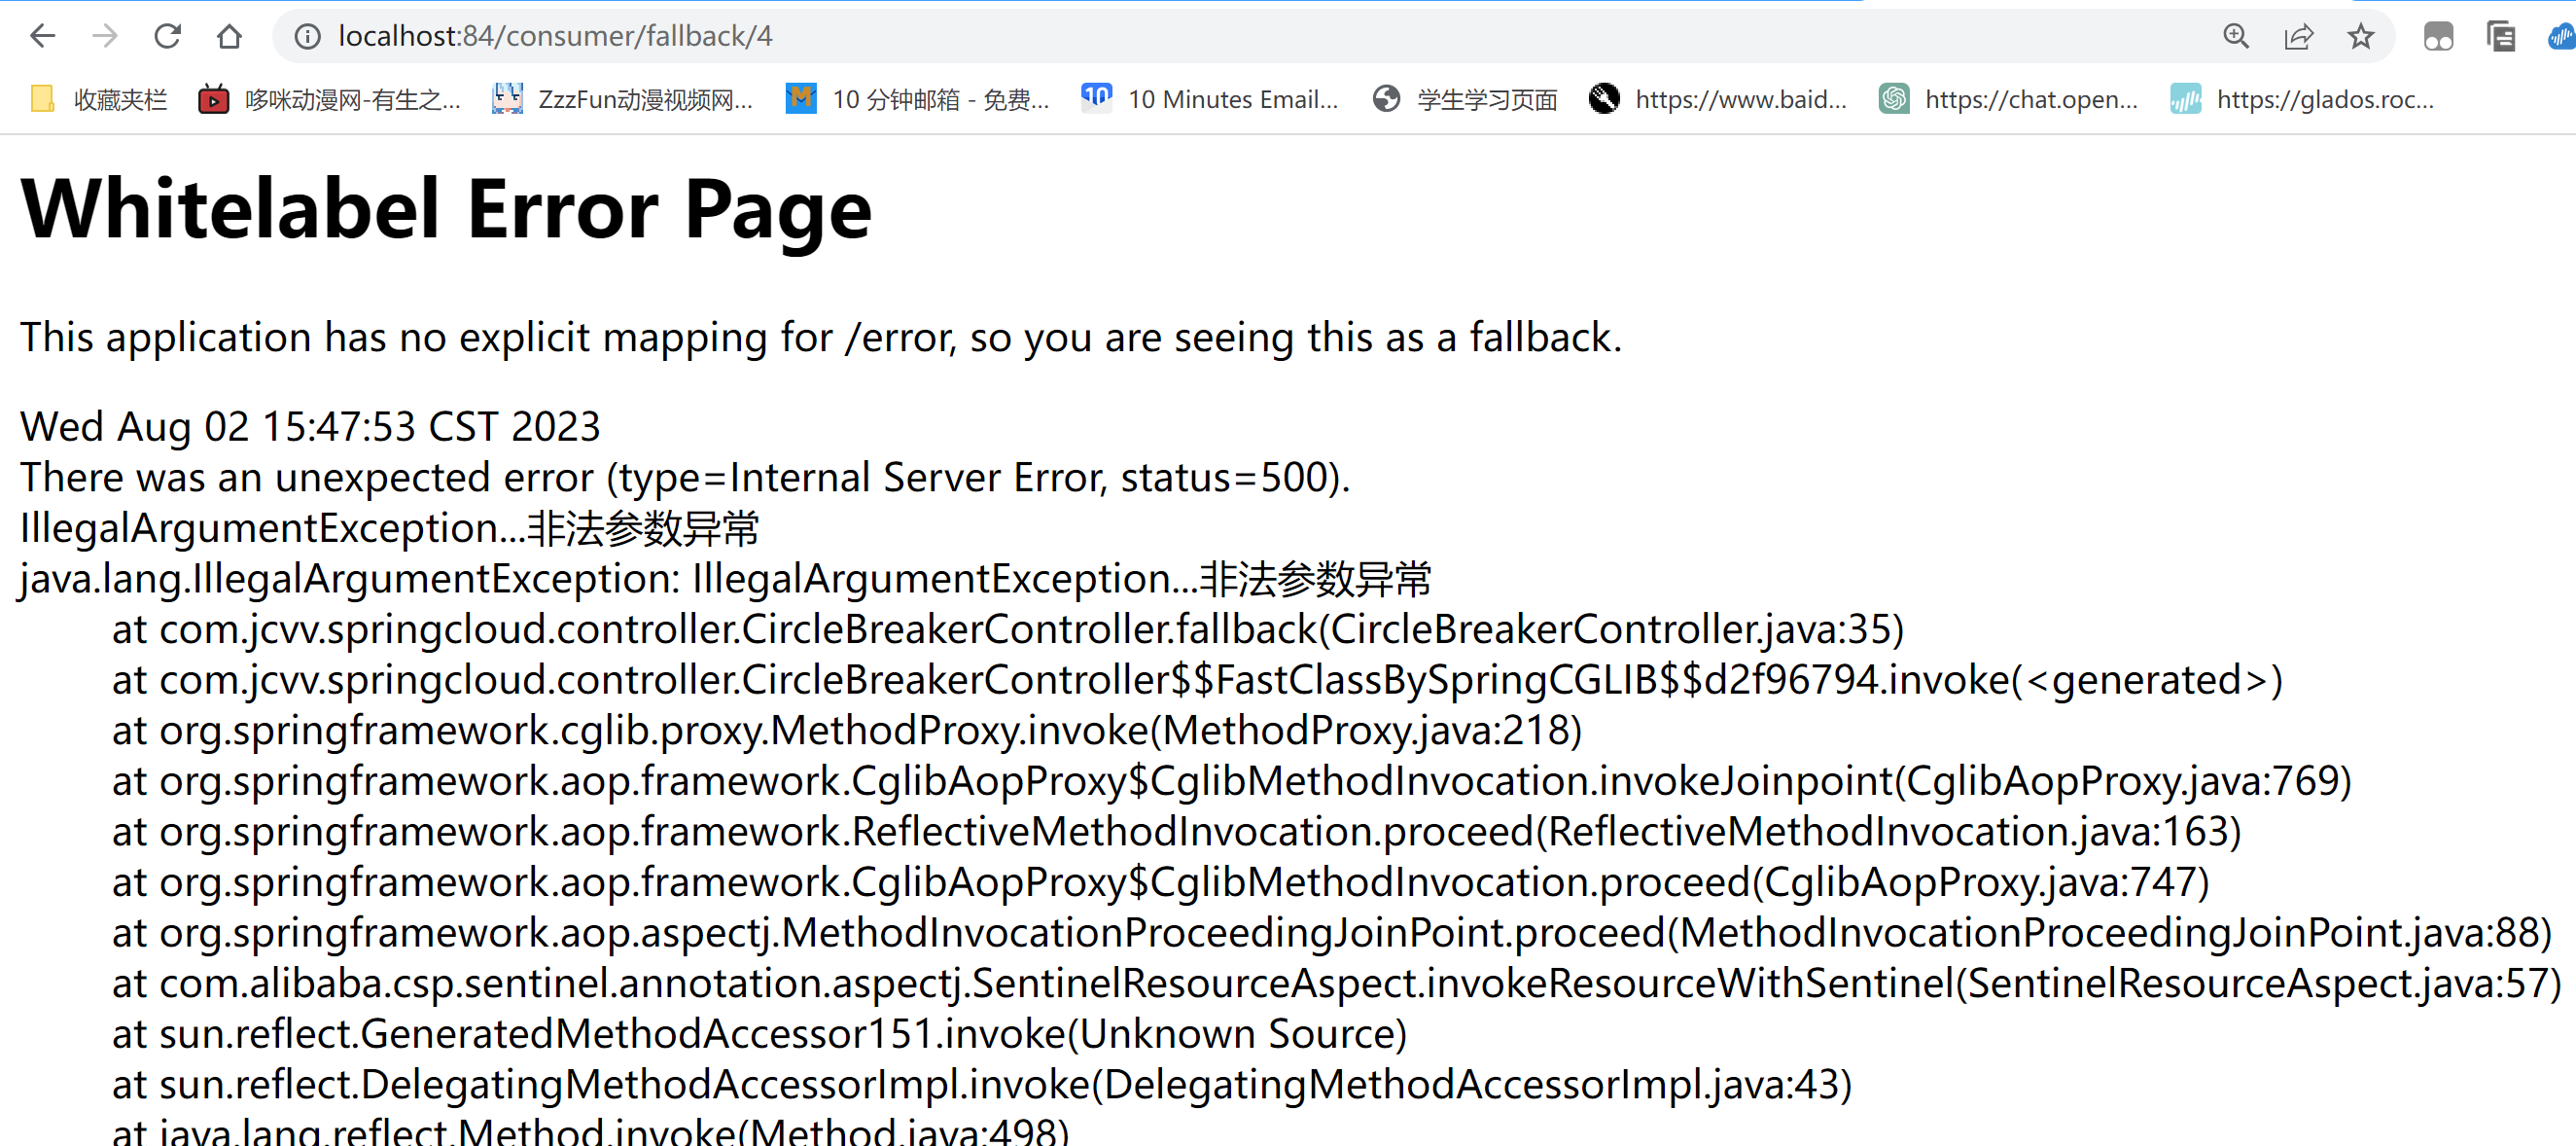 localhost:84/consumer/fallback/4
收藏夹栏 哆咪动漫网-有生之... ZzzFun动漫视频网... 10 分钟邮箱 - 免费... 10 10 Minutes Email... 学生学习页面 https://www.baid... https://chat.open... https://glados.roc...
Whitelabel Error Page
This application has no explicit mapping for /error, so you are seeing this as a fallback.
Wed Aug 02 15:47:53 CST 2023
There was an unexpected error (type=Internal Server Error, status=500).
IllegalArgumentException...非法参数异常
java.lang.IllegalArgumentException: IllegalArgumentException...非法参数异常
at com.jcvv.springcloud.controller.CircleBreakerController.fallback(CircleBreakerController.java:35)
at com.jcvv.springcloud.controller.CircleBreakerController$$FastClassBySpringCGLIB$$d2f96794.invoke(<generated>)
at org.springframework.cglib.proxy.MethodProxy.invoke(MethodProxy.java:218)
at org.springframework.aop.framework.CglibAopProxy$CglibMethodInvocation.invokeJoinpoint(CglibAopProxy.java:769)
at org.springframework.aop.framework.ReflectiveMethodInvocation.proceed(ReflectiveMethodInvocation.java:163)
at org.springframework.aop.framework.CglibAopProxy$CglibMethodInvocation.proceed(CglibAopProxy.java:747)
at org.springframework.aop.aspectj.MethodInvocationProceedingJoinPoint.proceed(MethodInvocationProceedingJoinPoint.java:88)
at com.alibaba.csp.sentinel.annotation.aspectj.SentinelResourceAspect.invokeResourceWithSentinel(SentinelResourceAspect.java:57)
at sun.reflect.GeneratedMethodAccessor151.invoke(Unknown Source)
at sun.reflect.DelegatingMethodAccessorImpl.invoke(DelegatingMethodAccessorImpl.java:43)
at java.lang.reflect.Method.invoke(Method.java:498)